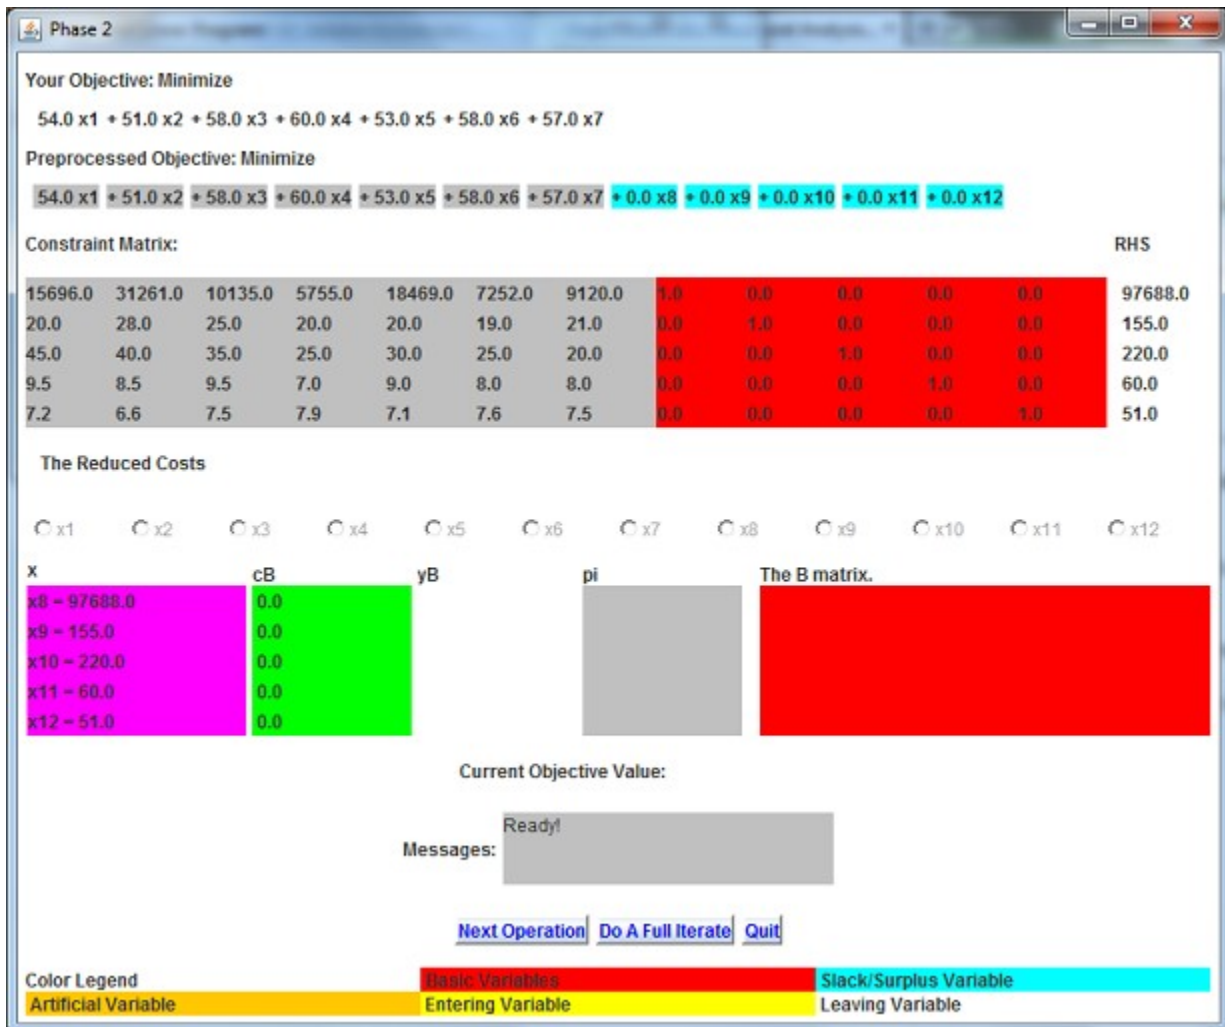 Phase 2
Your Objective: Minimize
54.0 x1 + 51.0 x2 + 58.0 x3 + 60.0 x4 + 53.0 x5 + 58.0 x6 + 57.0 x7
Preprocessed Objective: Minimize
54.0 x1 + 51.0 x2 + 58.0 x3 + 60.0 x4 + 53.0 x5 + 58.0 x6 + 57.0 x7 + 0.0 x8 + 0.0 x9 + 0.0 x10 + 0.0 x11 + 0.0 x12
Constraint Matrix: RHS
15696.0 31261.0 10135.0 5755.0 18469.0 7252.0 9120.0 1.0 0.0 0.0 0.0 0.0 97688.0
20.0 28.0 25.0 20.0 20.0 19.0 21.0 0.0 1.0 0.0 0.0 0.0 155.0
45.0 40.0 35.0 25.0 30.0 25.0 20.0 0.0 0.0 1.0 0.0 0.0 220.0
9.5 8.5 9.5 7.0 9.0 8.0 8.0 0.0 0.0 0.0 1.0 0.0 60.0
7.2 6.6 7.5 7.9 7.1 7.6 7.5 0.0 0.0 0.0 0.0 1.0 51.0
The Reduced Costs
x1 x2 x3 x4 x5 x6 x7 x8 x9 x10 x11 x12
x cB yB pi The B matrix.
x8 = 97688.0 0.0
x9 = 155.0 0.0
x10 = 220.0 0.0
x11 = 60.0 0.0
x12 = 51.0 0.0
Current Objective Value:
Ready!
Messages:
Next Operation Do A Full Iterate Quit
Color Legend Basic Variables Slack/Surplus Variable
Artificial Variable Entering Variable Leaving Variable